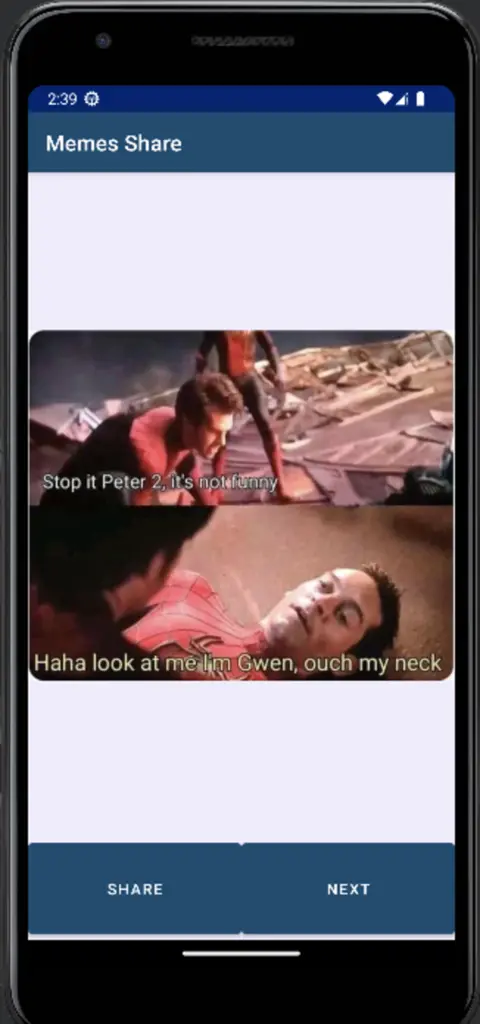 2:39
Memes Share
Stop it Peter 2, it's not funny
Haha look at me I'm Gwen, ouch my neck
SHARE
NEXT